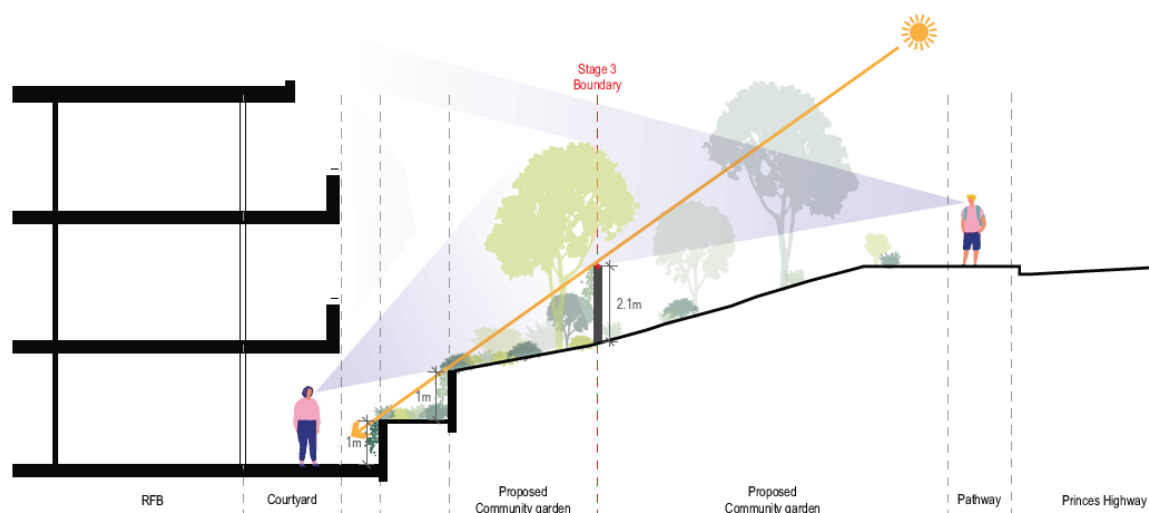 Stage 3
Boundary
2.1m
1m
1m
RFB
Courtyard
Proposed
Community garden
Proposed
Community garden
Pathway
Princes Highway